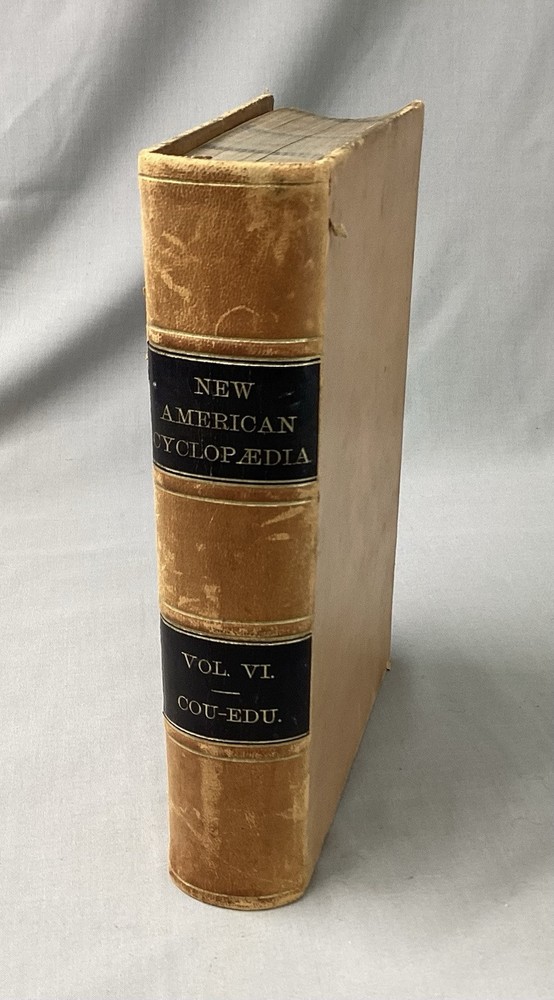 NEW
AMERICAN
CYCLOPÆDIA
VOL. VI.
COU-EDU.